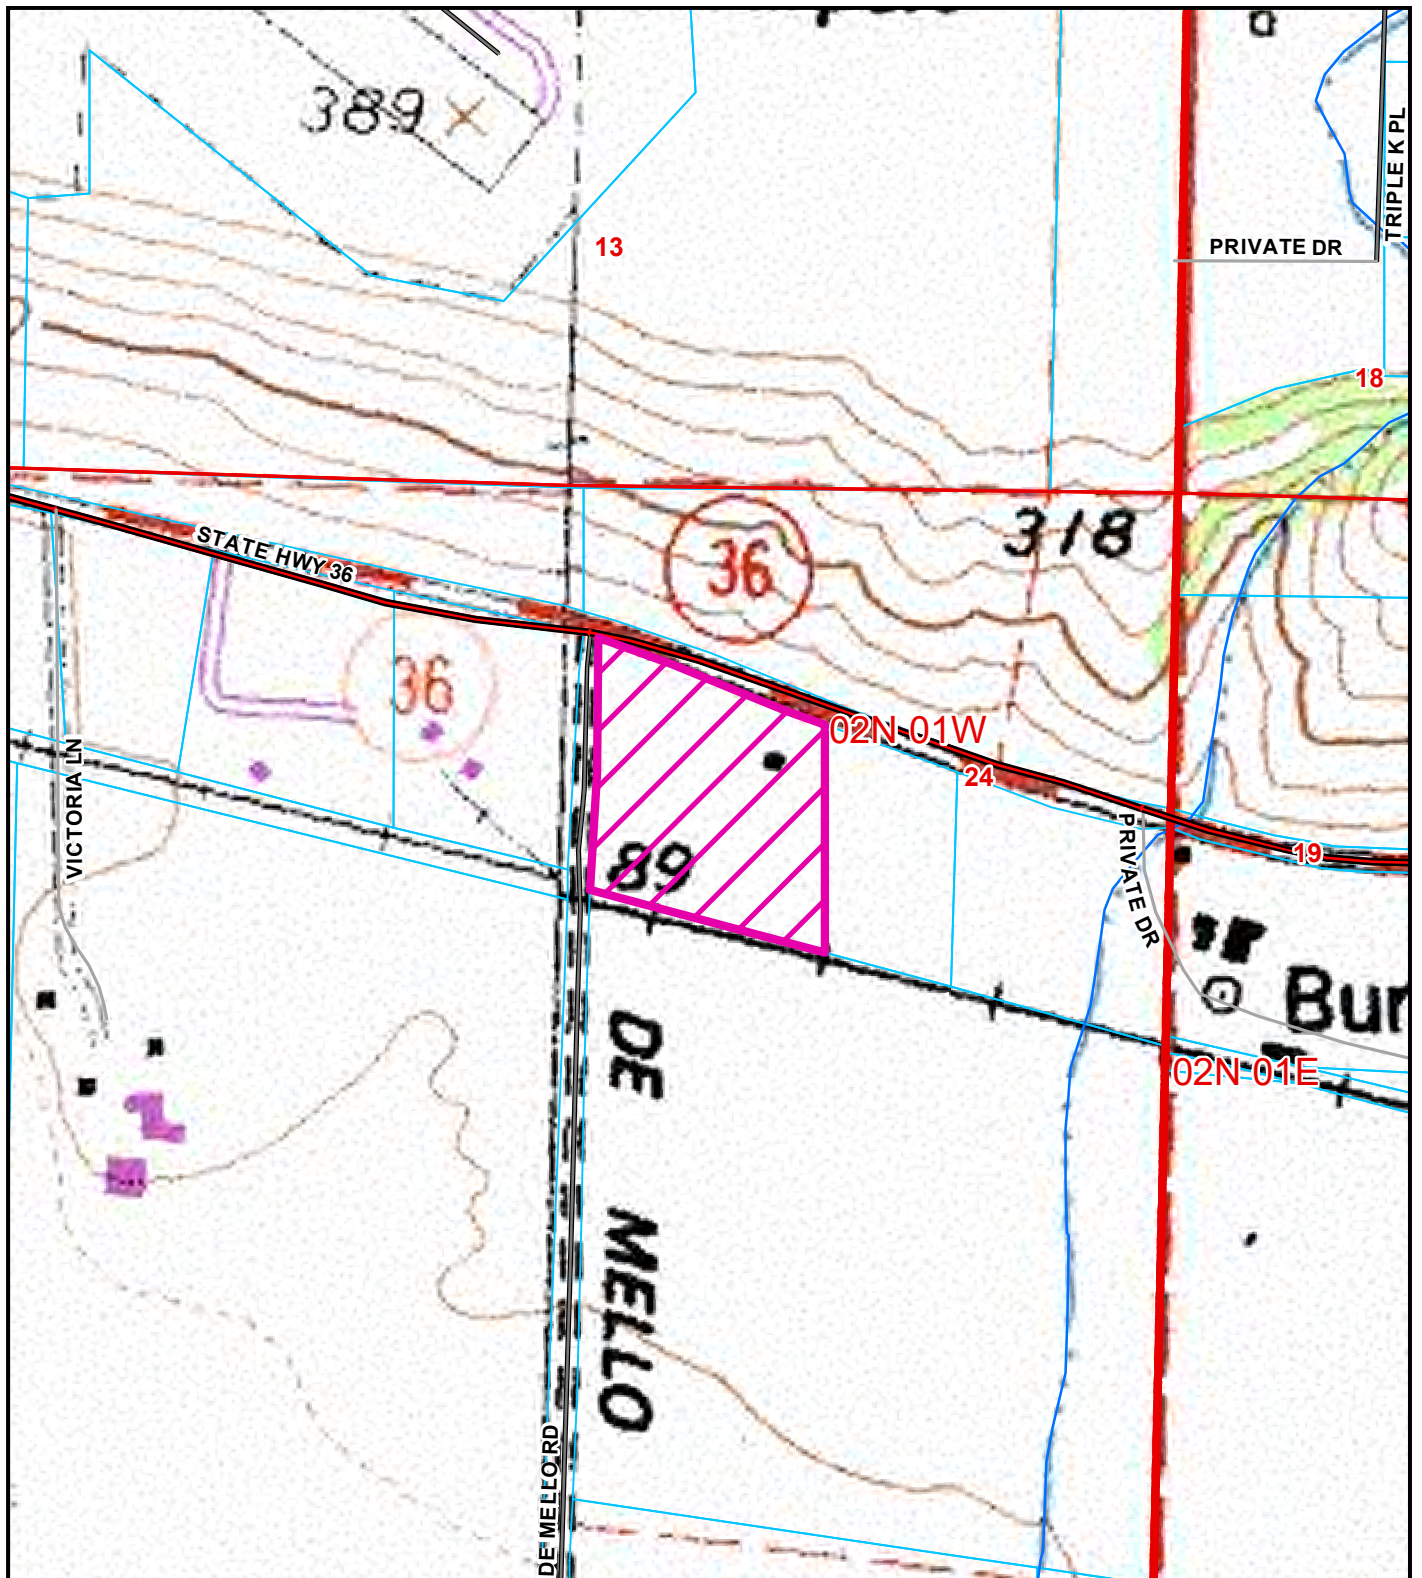 389
TRIPLE K PL
13
PRIVATE DR
18
318
STATE HWY 36
36
36
02N 01W
24
VICTORIA LN
PRIVATE DR
19
89
Bur
02N 01E
DE MELLO
DE MELLO RD